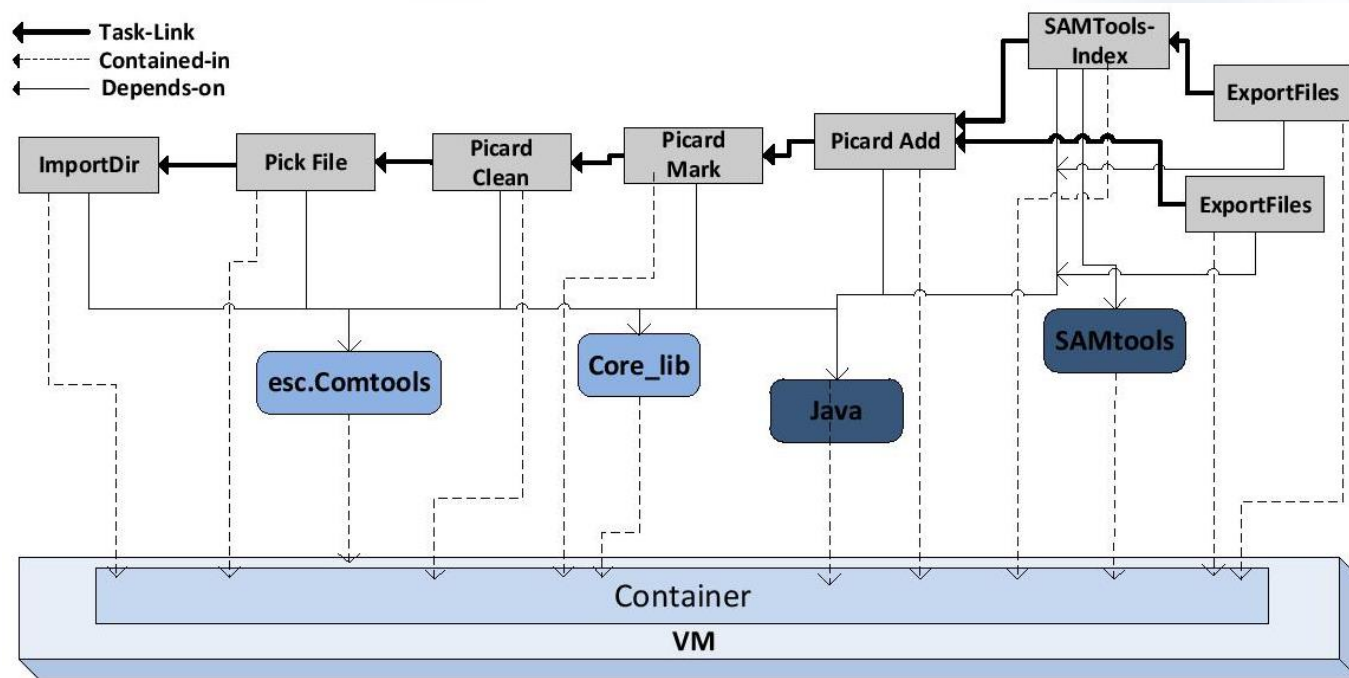 Task-Link
Contained-in
Depends-on
SAMTools-
Index
ExportFiles
ImportDir
Pick File
Picard
Clean
Picard
Mark
Picard Add
ExportFiles
esc.Comtools
Core_lib
Java
SAMtools
Container
VM